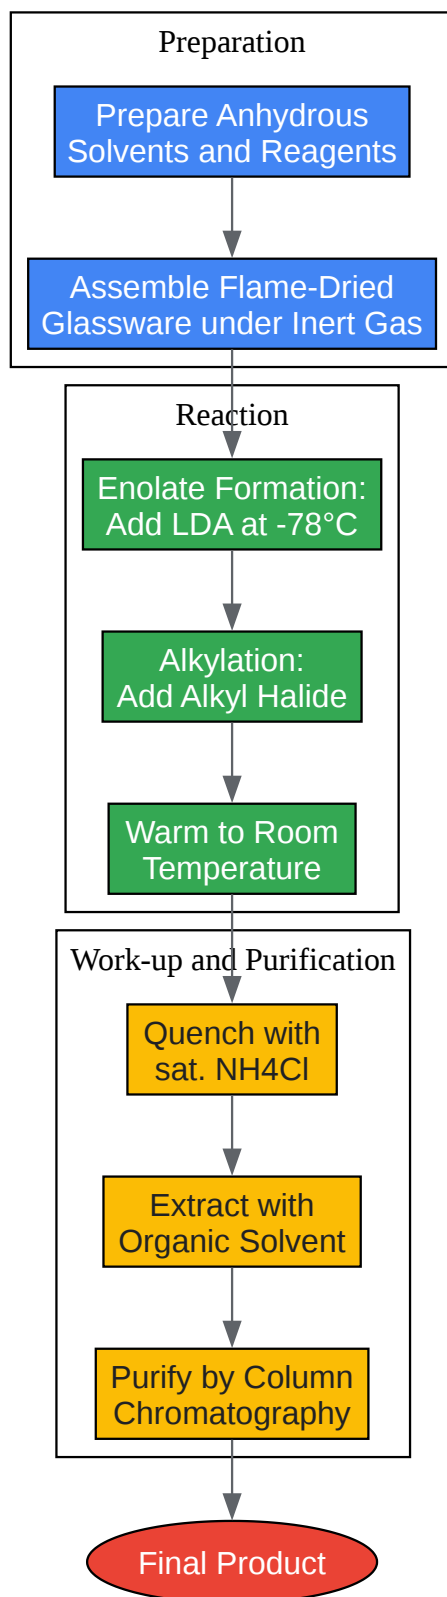 Preparation
Prepare Anhydrous
Solvents and Reagents
Assemble Flame-Dried
Glassware under Inert Gas
Reaction
Enolate Formation:
Add LDA at -78°C
Alkylation:
Add Alkyl Halide
Warm to Room
Temperature
Work-up and Purification
Quench with
sat. NH4Cl
Extract with
Organic Solvent
Purify by Column
Chromatography
Final Product